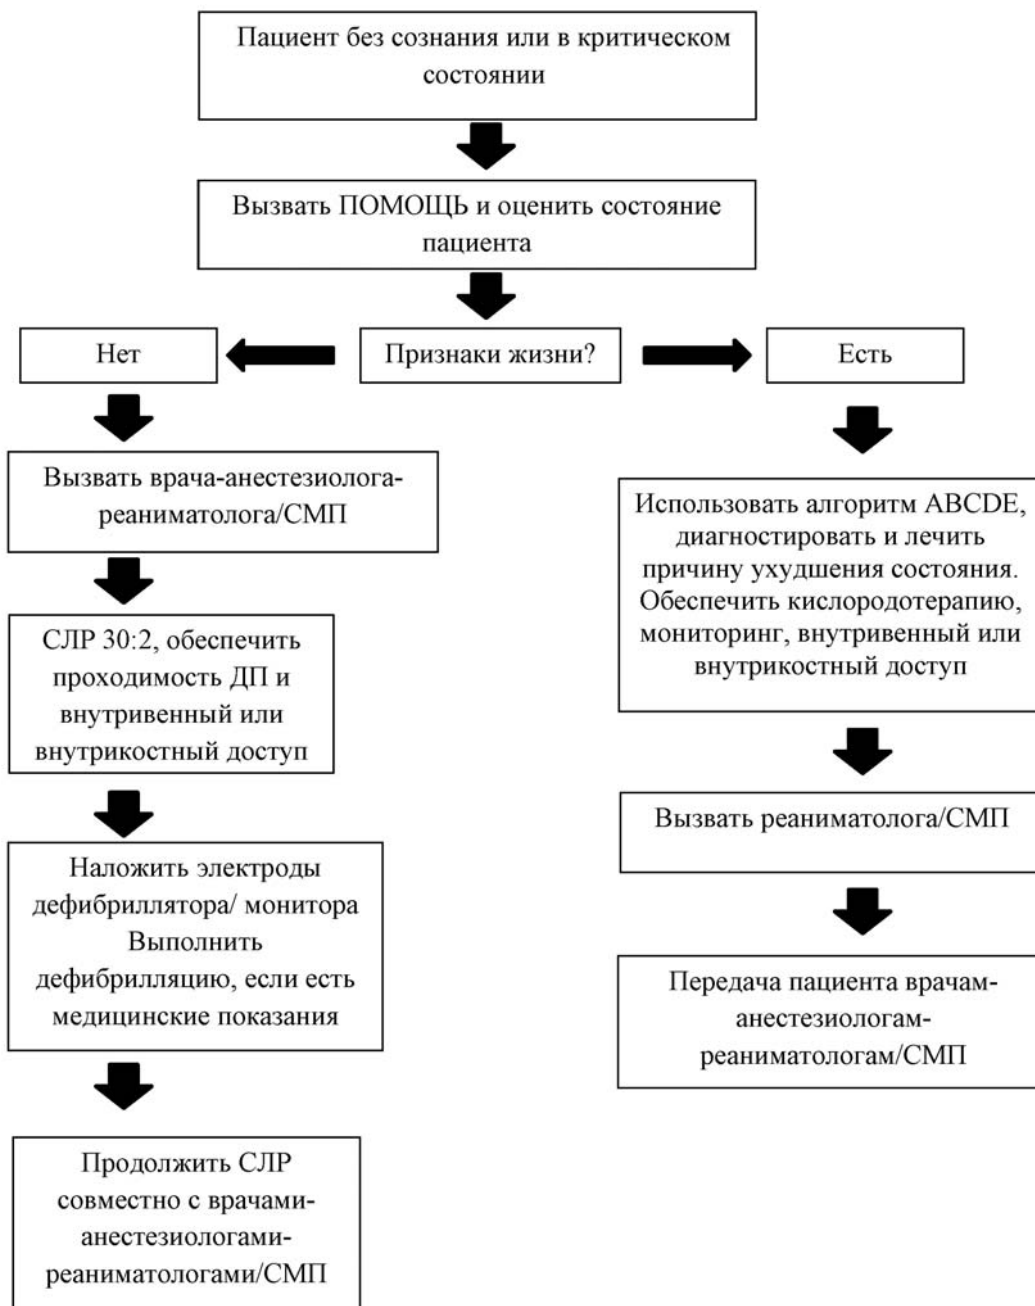 Пациент без сознания или в критическом
состоянии
Вызвать ПОМОЩЬ и оценить состояние
пациента
Нет
Признаки жизни?
Есть
Вызвать врача-анестезиолога-
реаниматолога/СМП
СЛР 30:2, обеспечить
проходимость ДП и
внутривенный или
внутрикостный доступ
Наложить электроды
дефибриллятора/ монитора
Выполнить
дефибрилляцию, если есть
медицинские показания
Продолжить СЛР
совместно с врачами-
анестезиологами-
реаниматологами/СМП
Использовать алгоритм ABCDE,
диагностировать и лечить
причину ухудшения состояния.
Обеспечить кислородотерапию,
мониторинг, внутривенный или
внутрикостный доступ
Вызвать реаниматолога/СМП
Передача пациента врачам-
анестезиологам-
реаниматологам/СМП